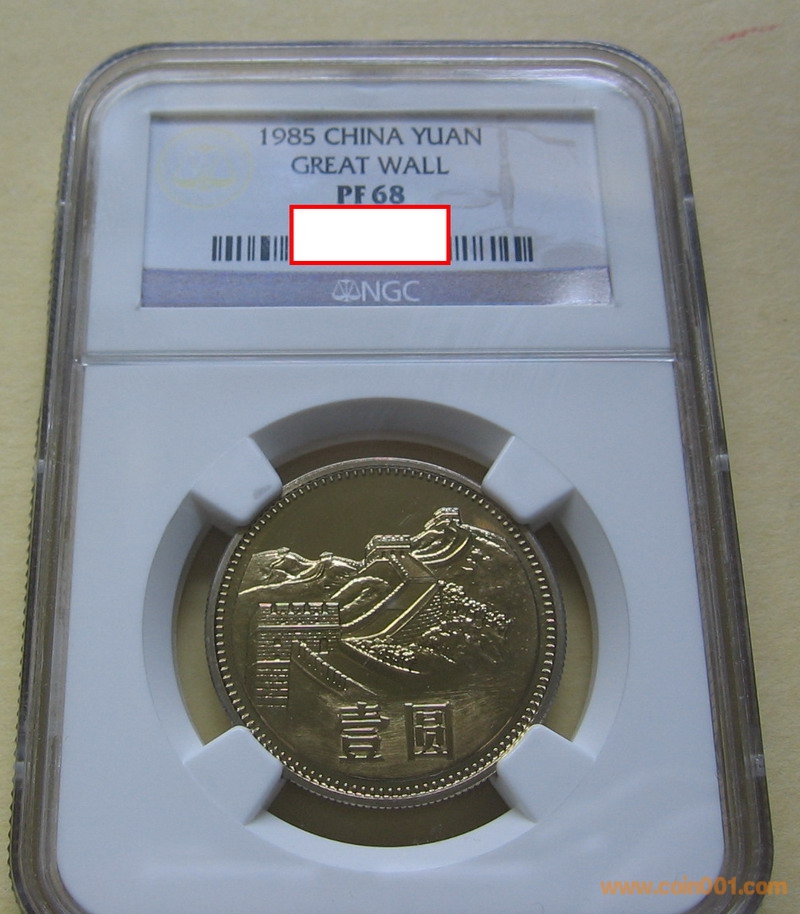 1985 CHINA YUAN
GREAT WALL
PF 68
NGC
壹圆
www.coin001.com